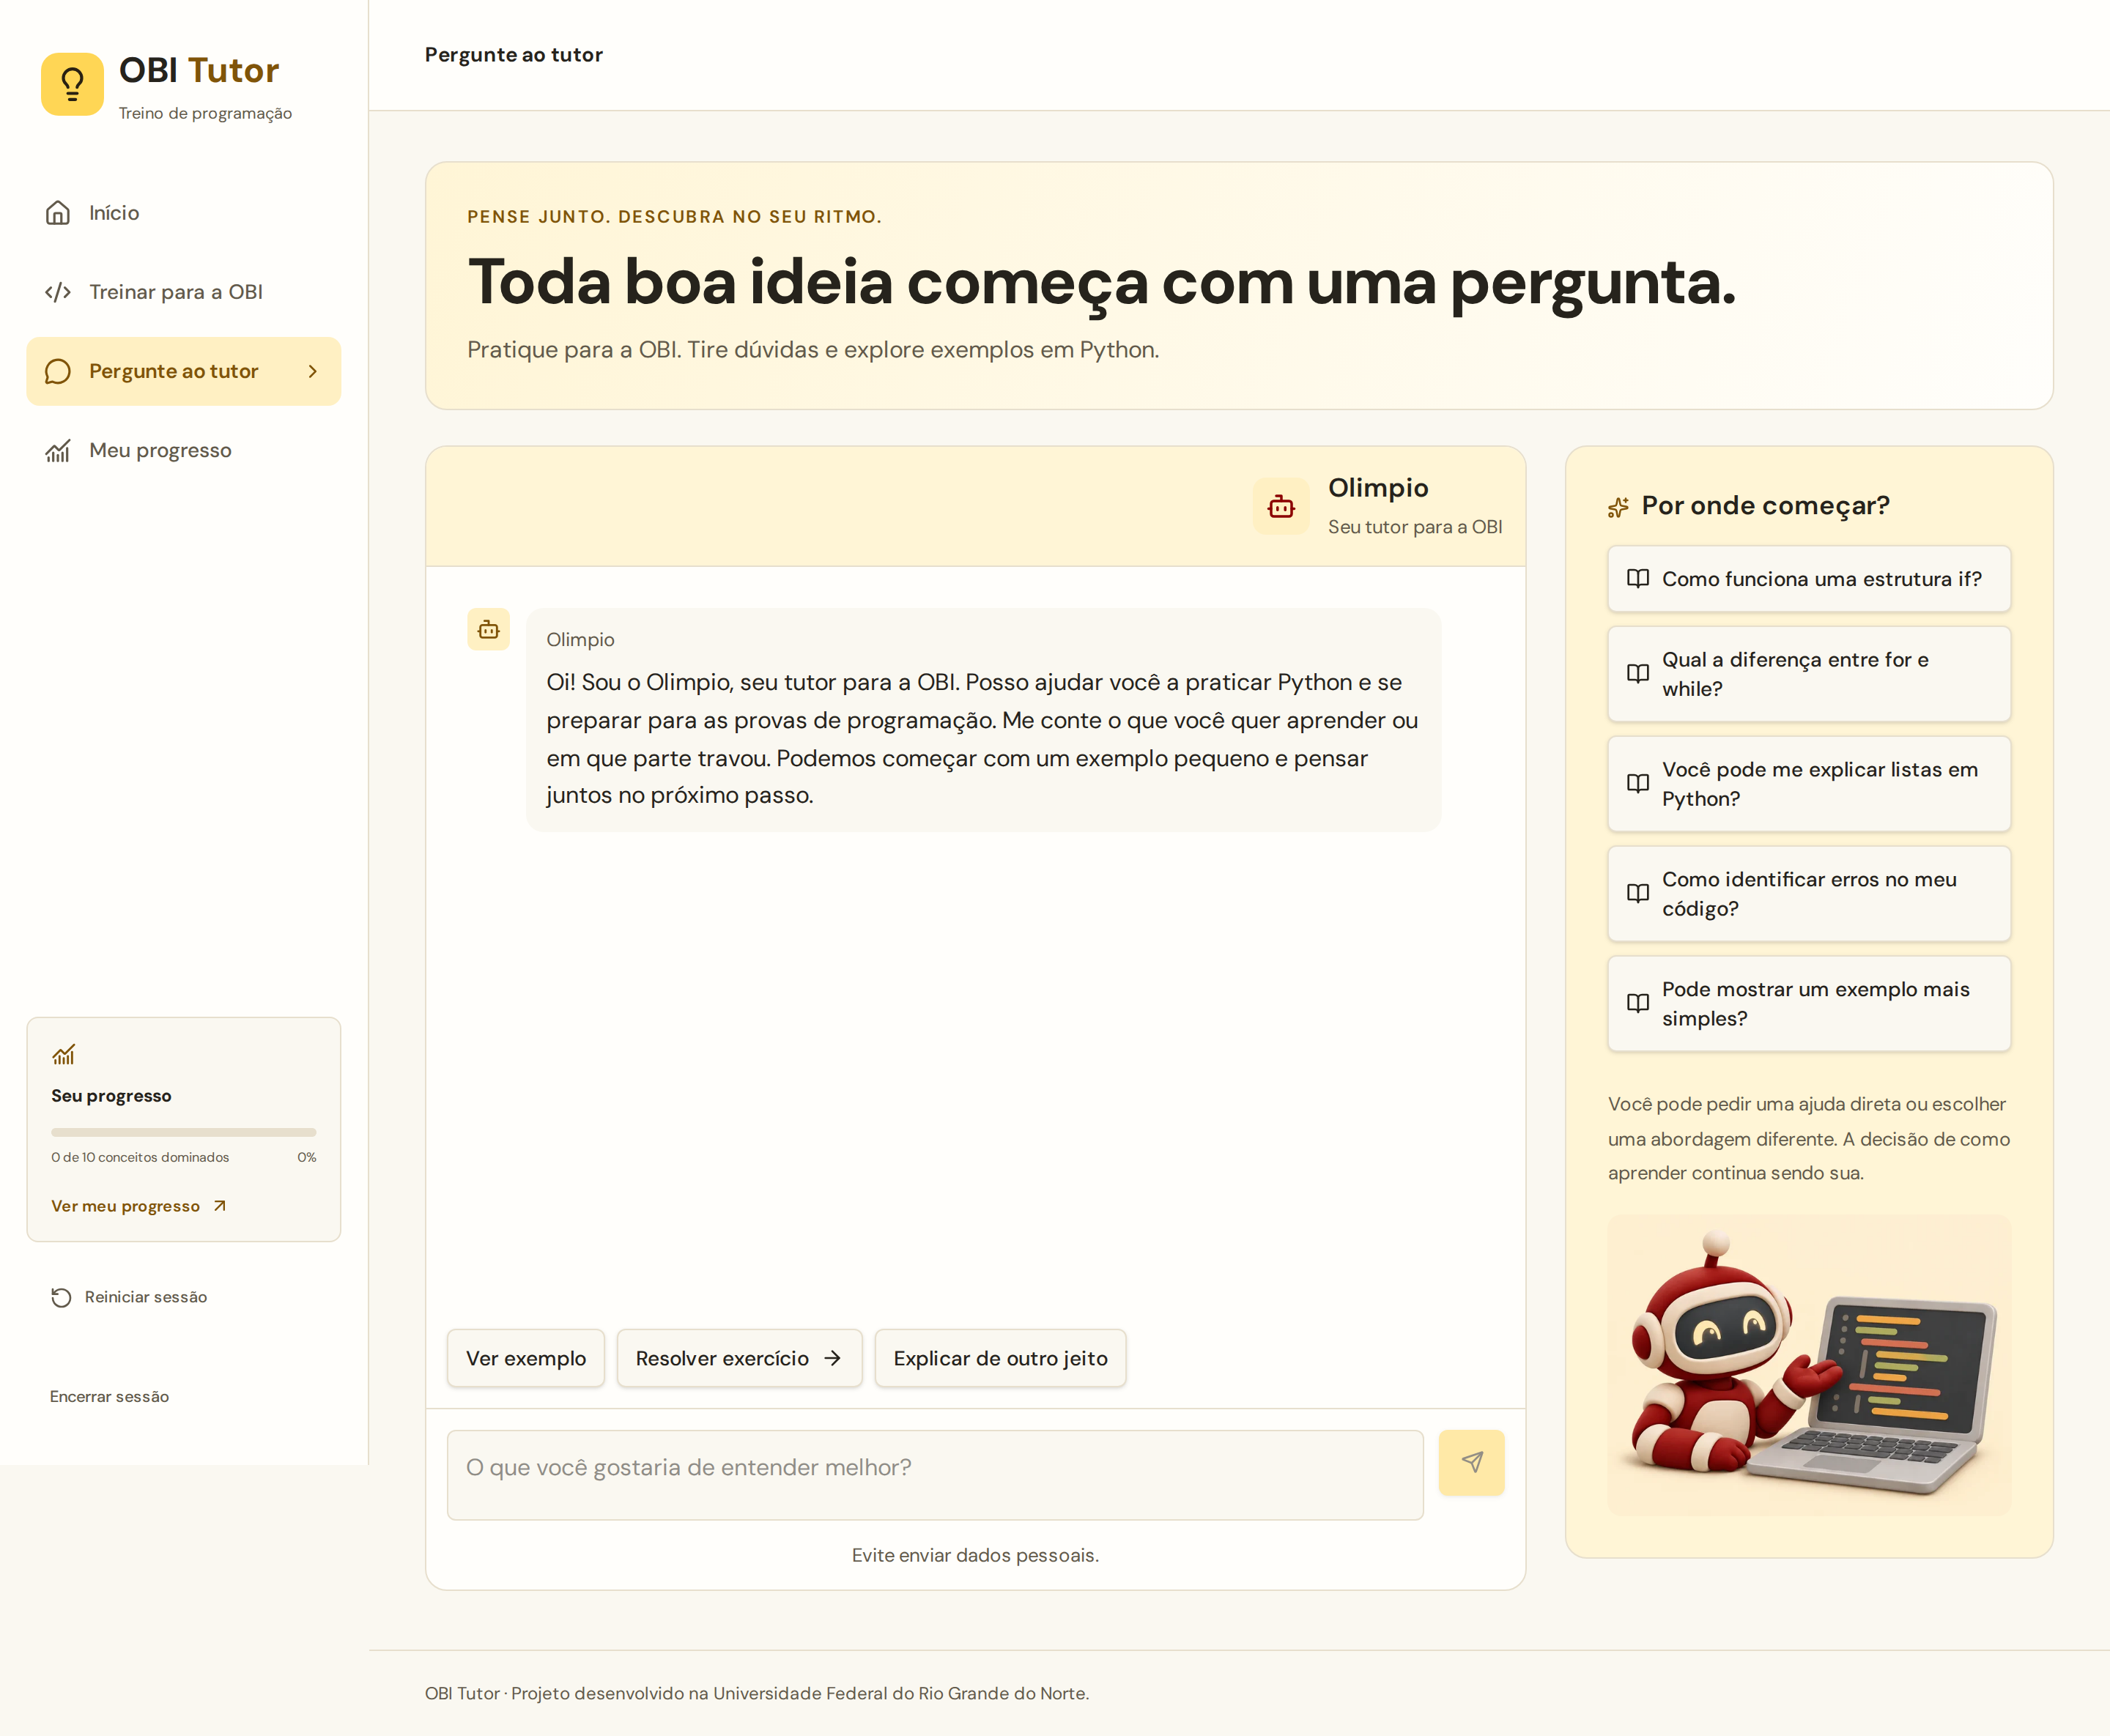 OBI Tutor
Treino de programação
Início
Treinar para a OBI
Pergunte ao tutor
Meu progresso
Seu progresso
0 de 10 conceitos dominados 0%
Ver meu progresso
Reiniciar sessão
Encerrar sessão
Pergunte ao tutor
PENSE JUNTO. DESCUBRA NO SEU RITMO.
Toda boa ideia começa com uma pergunta.
Pratique para a OBI. Tire dúvidas e explore exemplos em Python.
Olimpio
Seu tutor para a OBI
Olimpio
Oi! Sou o Olimpio, seu tutor para a OBI. Posso ajudar você a praticar Python e se
preparar para as provas de programação. Me conte o que você quer aprender ou
em que parte travou. Podemos começar com um exemplo pequeno e pensar
juntos no próximo passo.
Ver exemplo
Resolver exercício
Explicar de outro jeito
O que você gostaria de entender melhor?
Evite enviar dados pessoais.
Por onde começar?
Como funciona uma estrutura if?
Qual a diferença entre for e
while?
Você pode me explicar listas em
Python?
Como identificar erros no meu
código?
Pode mostrar um exemplo mais
simples?
Você pode pedir uma ajuda direta ou escolher
uma abordagem diferente. A decisão de como
aprender continua sendo sua.
OBI Tutor · Projeto desenvolvido na Universidade Federal do Rio Grande do Norte.